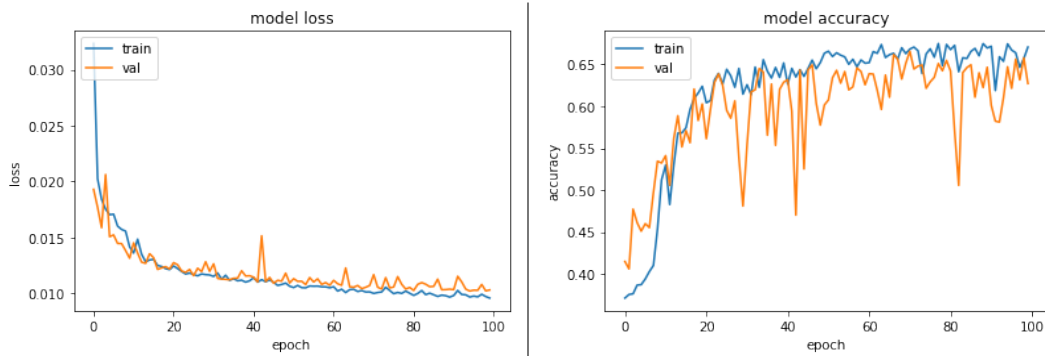 model loss
train
val
0.030
0.025
0.020
0.015
0.010
loss
0 20 40 60 80 100
epoch
model accuracy
train
val
0.65
0.60
0.55
0.50
0.45
0.40
accuracy
0 20 40 60 80 100
epoch